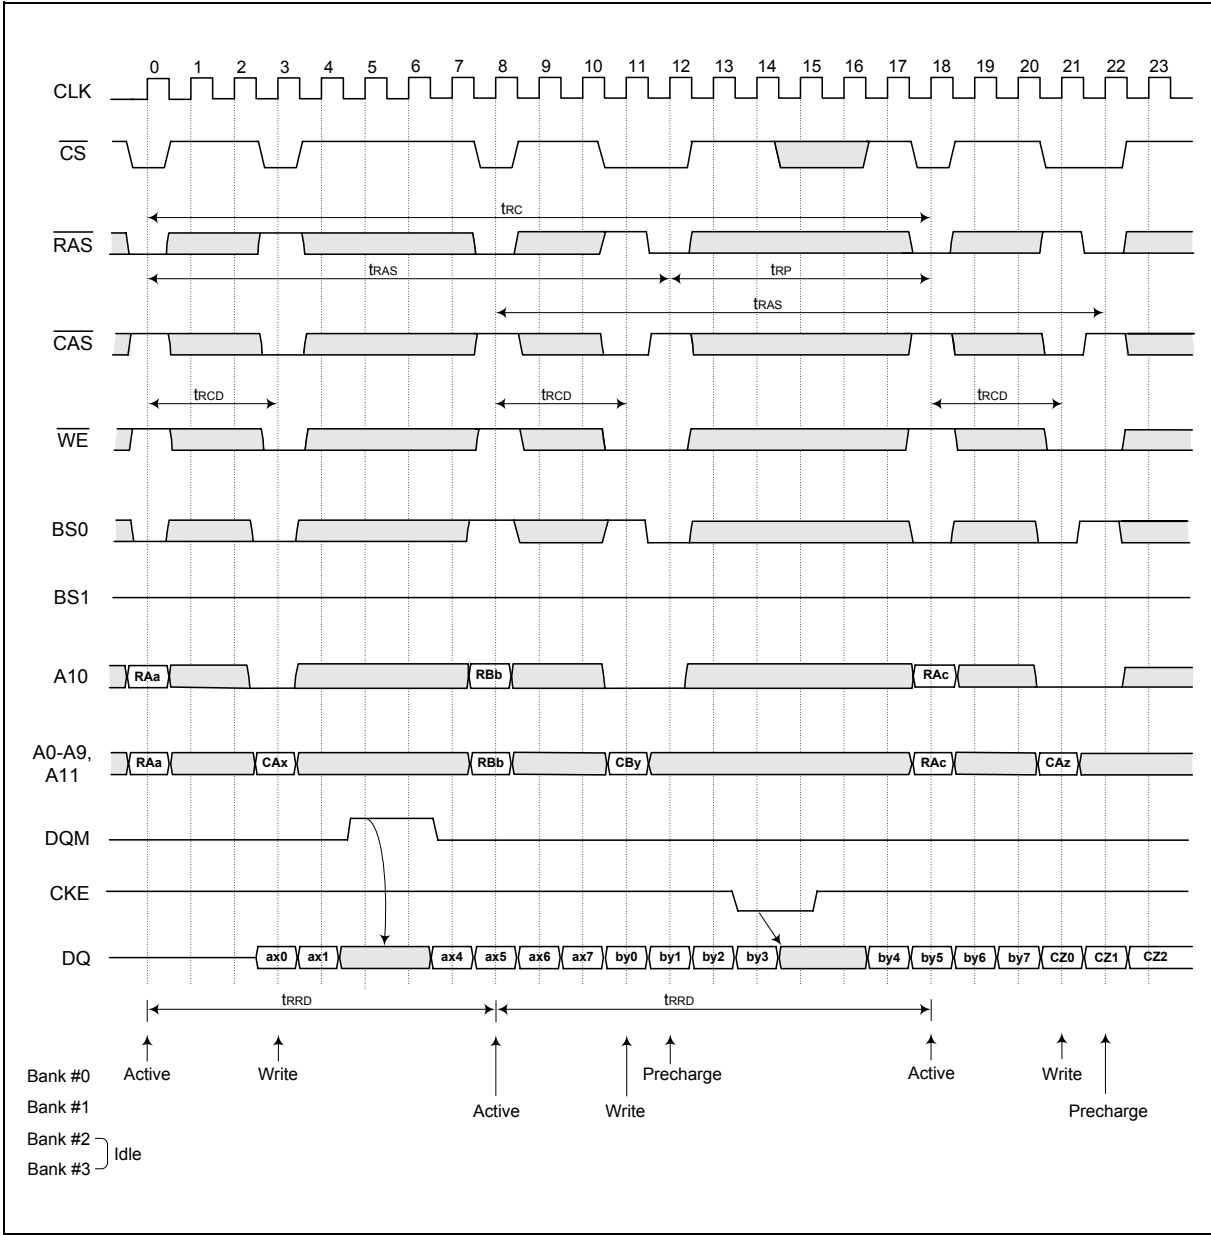 0 1 2 3 4 5 6 7 8 9 10 11 12 13 14 15 16 17 18 19 20 21 22 23
CLK
CS
tRC
RAS
tRAS tRP
tRAS
CAS
tRCD tRCD tRCD
WE
BS0
BS1
A10 RAa RBb RAc
A0-A9,
A11 RAa CAx RBb CBy RAc CAz
DQM
CKE
DQ ax0 ax1 ax4 ax5 ax6 ax7 by0 by1 by2 by3 by4 by5 by6 by7 CZ0 CZ1 CZ2
tRRD tRRD
Bank #0 Active Write Precharge Active Write
Bank #1 Active Write Precharge
Bank #2
Idle
Bank #3